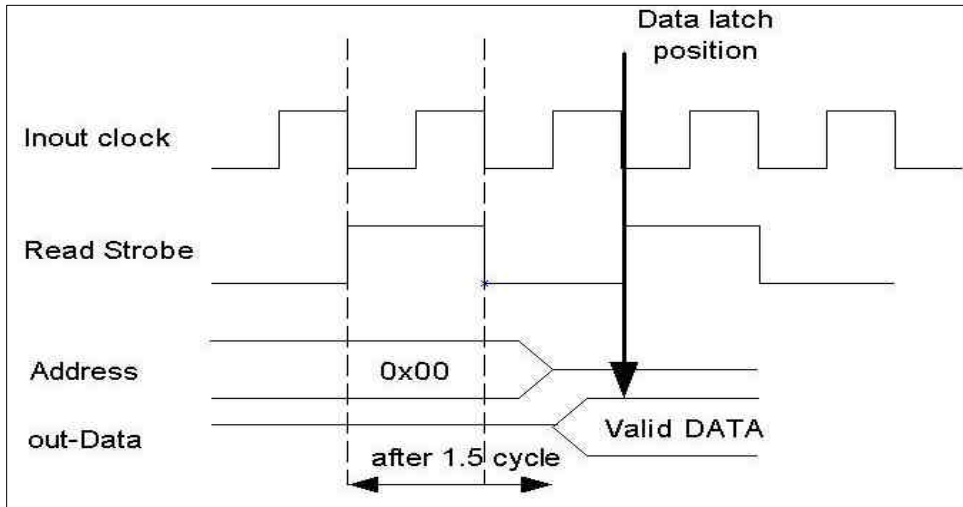 Data latch
position
Inout clock
Read Strobe
Address
0x00
out-Data
Valid DATA
after 1.5 cycle